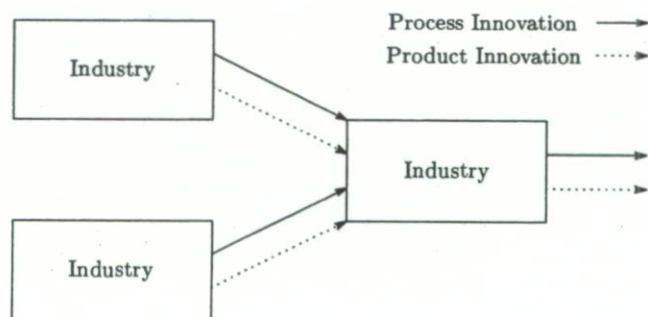 Process Innovation
Product Innovation
Industry
Industry
Industry